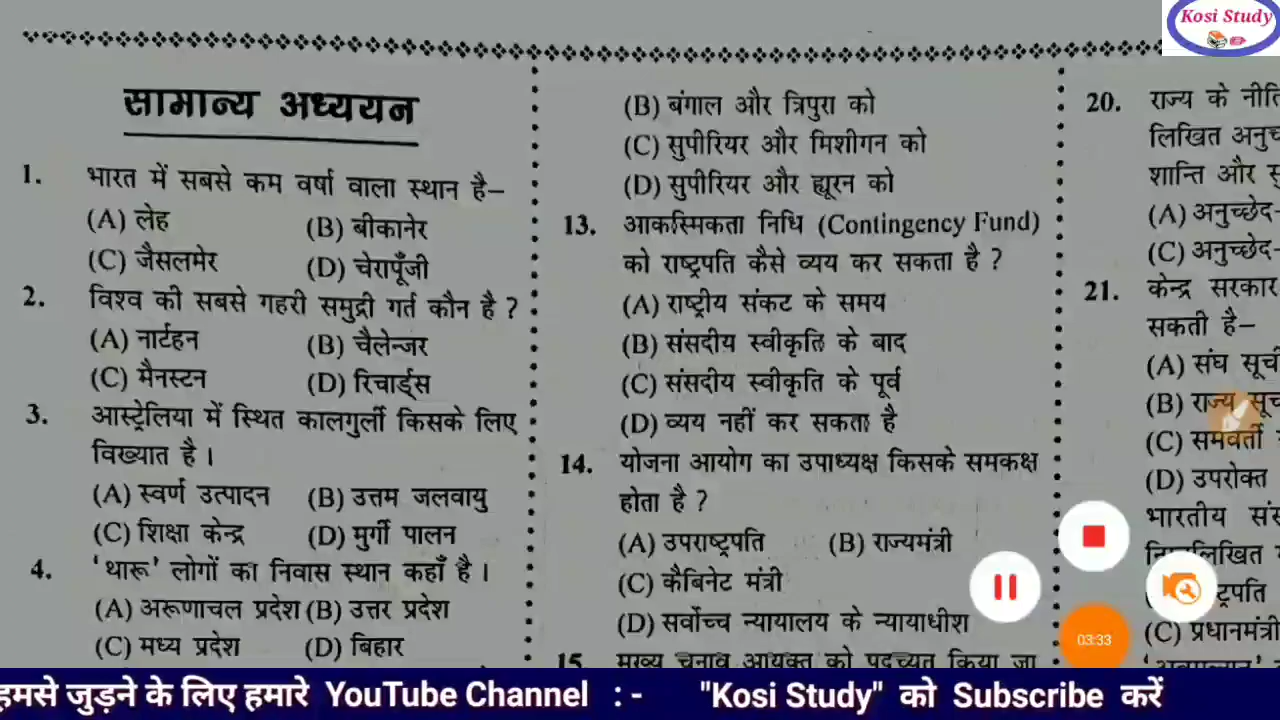 Kosi Study
सामान्य अध्ययन
1. भारत में सबसे कम वर्षा वाला स्थान है–
(A) लेह (B) बीकानेर
(C) जैसलमेर (D) चेरापूँजी
2. विश्व की सबसे गहरी समुद्री गर्त कौन है ?
(A) नार्टहन (B) चैलेन्जर
(C) मैनस्टन (D) रिचार्ड्स
3. आस्ट्रेलिया में स्थित कालगुर्ली किसके लिए
विख्यात है ।
(A) स्वर्ण उत्पादन (B) उत्तम जलवायु
(C) शिक्षा केन्द्र (D) मुर्गी पालन
4. 'थारू' लोगों का निवास स्थान कहाँ है ।
(A) अरूणाचल प्रदेश (B) उत्तर प्रदेश
(C) मध्य प्रदेश (D) बिहार
(B) बंगाल और त्रिपुरा को
(C) सुपीरियर और मिशीगन को
(D) सुपीरियर और ह्यूरन को
13. आकस्मिकता निधि (Contingency Fund)
को राष्ट्रपति कैसे व्यय कर सकता है ?
(A) राष्ट्रीय संकट के समय
(B) संसदीय स्वीकृति के बाद
(C) संसदीय स्वीकृति के पूर्व
(D) व्यय नहीं कर सकता है
14. योजना आयोग का उपाध्यक्ष किसके समकक्ष
होता है ?
(A) उपराष्ट्रपति (B) राज्यमंत्री
(C) कैबिनेट मंत्री
(D) सर्वोच्च न्यायालय के न्यायाधीश
15 मुख्य चुनाव आयुक्त को पदच्युत किया जा
20. राज्य के
लिखित
शान्ति और
(A) अनुच्छेद-
(C) अनुच्छेद-
21. केन्द्र सरकार
सकती है–
(A) संघ सूची
(B) राज्य
(C) समवर्ती
(D) उपरोक्त
भारतीय
(C) प्रधानमंत्री
03:33
हमसे जुड़ने के लिए हमारे YouTube Channel :- "Kosi Study" को Subscribe करें